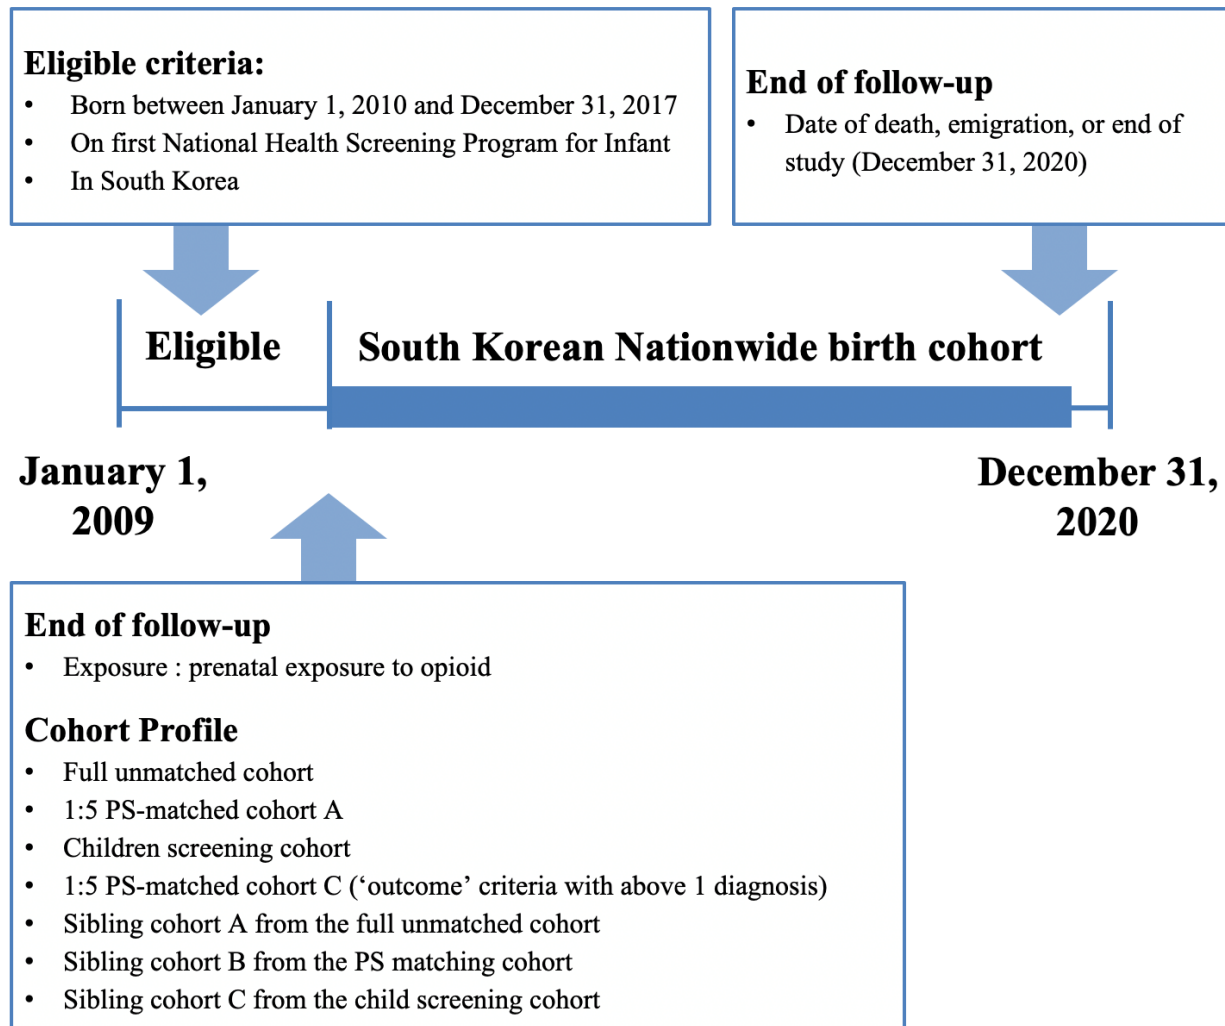 Eligible criteria:
• Born between January 1, 2010 and December 31, 2017
• On first National Health Screening Program for Infant
• In South Korea
End of follow-up
• Date of death, emigration, or end of
study (December 31, 2020)
Eligible
South Korean Nationwide birth cohort
January 1,
2009
December 31,
2020
End of follow-up
• Exposure : prenatal exposure to opioid
Cohort Profile
• Full unmatched cohort
• 1:5 PS-matched cohort A
• Children screening cohort
• 1:5 PS-matched cohort C (‘outcome’ criteria with above 1 diagnosis)
• Sibling cohort A from the full unmatched cohort
• Sibling cohort B from the PS matching cohort
• Sibling cohort C from the child screening cohort